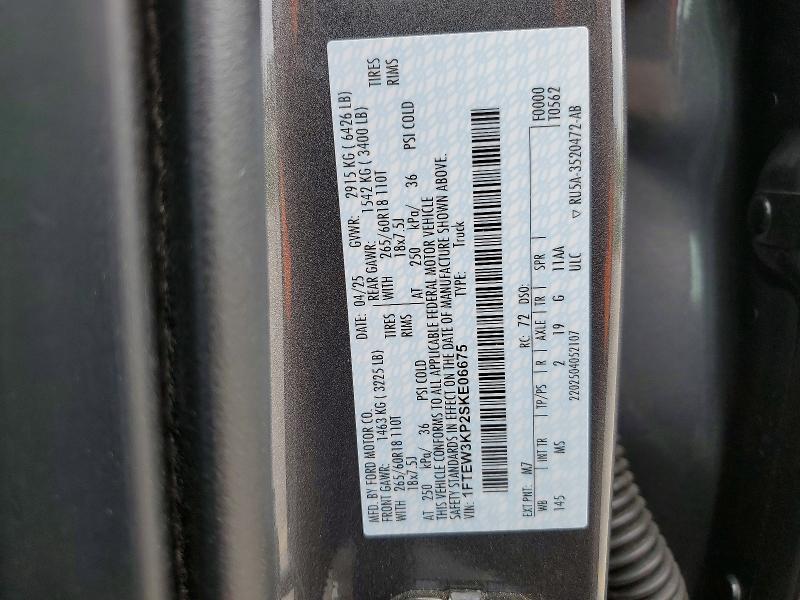 MFD. BY FORD MOTOR CO.
DATE: 04/25 GVWR: 2915 KG ( 6426 LB)
FRONT GAWR: 1463 KG ( 3225 LB) REAR GAWR: 1542 KG ( 3400 LB)
WITH 265/60R18 110T TIRES WITH 265/60R18 110T TIRES
18x7.5J RIMS 18x7.5J RIMS
AT 250 kPa/ 36 PSI COLD AT 250 kPa/ 36 PSI COLD
THIS VEHICLE CONFORMS TO ALL APPLICABLE FEDERAL MOTOR VEHICLE
SAFETY STANDARDS IN EFFECT ON THE DATE OF MANUFACTURE SHOWN ABOVE.
VIN: 1FTEW3KP2SKE06675 TYPE: Truck
F0000
T0562
EXT PNT: M7 RC: 72 DSO:
WB INT TR TP/PS R AXLE TR SPR
145 MS 2 19 G 11AA
2202504052107 ULC
▽ RU5A-3520472-AB